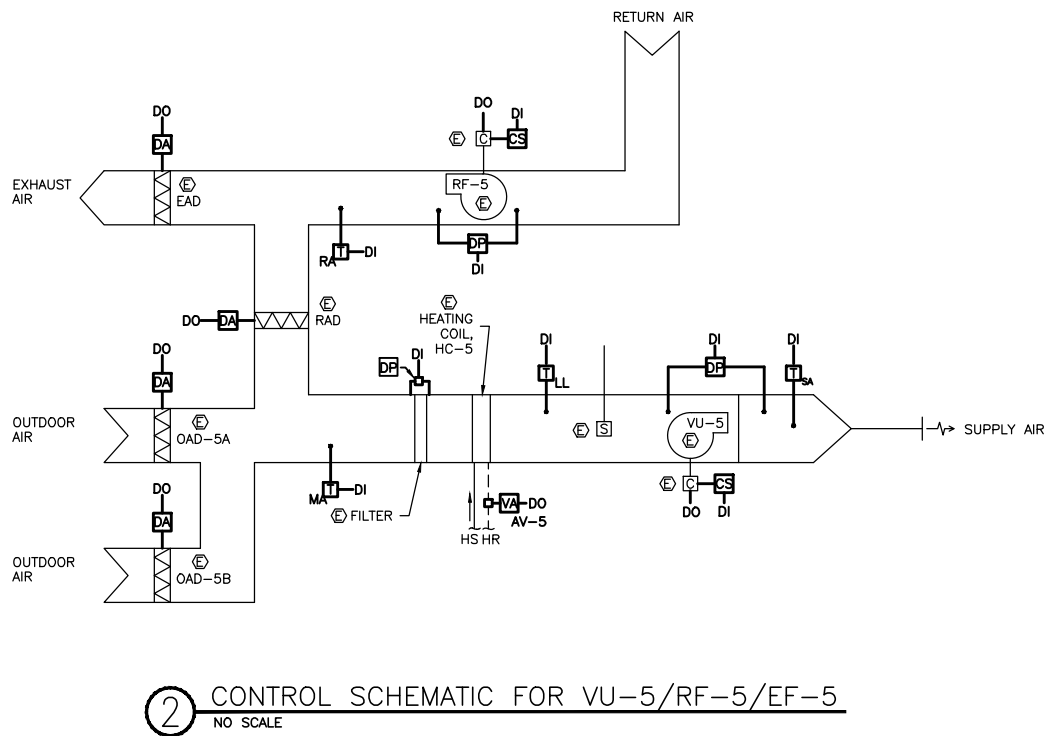 RETURN AIR
DO
DA
E
EAD
EXHAUST
AIR
DO
DI
E
C
CS
RF-5
E
RA
T
DI
DP
DI
DO
DA
E
RAD
E
HEATING
COIL,
HC-5
DO
DA
E
OAD-5A
OUTDOOR
AIR
DP
DI
DI
T
LL
E
S
DI
DP
VU-5
E
DI
T
SA
SUPPLY AIR
MA
T
DI
E FILTER
HS HR
VA
DO
AV-5
E
C
CS
DO
DI
DO
DA
E
OAD-5B
OUTDOOR
AIR
2
CONTROL SCHEMATIC FOR VU-5/RF-5/EF-5
NO SCALE